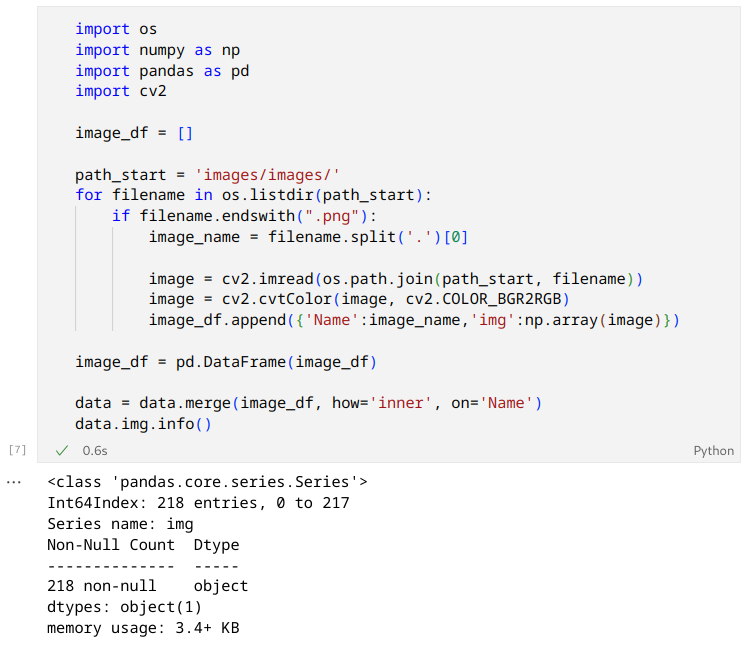 import os
import numpy as np
import pandas as pd
import cv2
image_df = []
path_start = 'images/images/'
for filename in os.listdir(path_start):
    if filename.endswith(".png"):
        image_name = filename.split('.')[0]
        image = cv2.imread(os.path.join(path_start, filename))
        image = cv2.cvtColor(image, cv2.COLOR_BGR2RGB)
        image_df.append({'Name':image_name,'img':np.array(image)})
image_df = pd.DataFrame(image_df)
data = data.merge(image_df, how='inner', on='Name')
data.img.info()
[7] ✓ 0.6s Python
... <class 'pandas.core.series.Series'>
Int64Index: 218 entries, 0 to 217
Series name: img
Non-Null Count  Dtype
--------------  -----
218 non-null    object
dtypes: object(1)
memory usage: 3.4+ KB